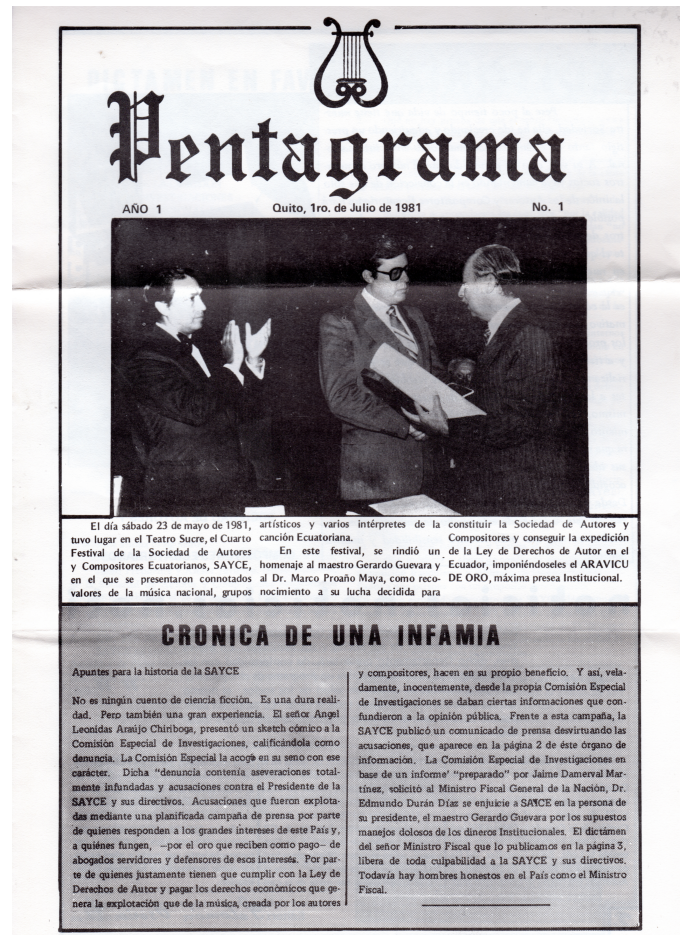 Pentagrama
AÑO 1
Quito, 1ro. de Julio de 1981
No. 1
El día sábado 23 de mayo de 1981,
tuvo lugar en el Teatro Sucre, el Cuarto
Festival de la Sociedad de Autores
y Compositores Ecuatorianos, SAYCE,
en el que se presentaron connotados
valores de la música nacional, grupos
artísticos y varios intérpretes de la
canción Ecuatoriana.
En este festival, se rindió un
homenaje al maestro Gerardo Guevara y
al Dr. Marco Proaño Maya, como reco-
nocimiento a su lucha decidida para
constituir la Sociedad de Autores y
Compositores y conseguir la expedición
de la Ley de Derechos de Autor en el
Ecuador, imponiéndoseles el ARAVICU
DE ORO, máxima presea Institucional.
CRONICA DE UNA INFAMIA
Apuntes para la historia de la SAYCE
No es ningún cuento de ciencia ficción. Es una dura reali-
dad. Pero también una gran experiencia. El señor Angel
Leonidas Araújo Chiriboga, presentó un sketch cómico a la
Comisión Especial de Investigaciones, calificándola como
denuncia. La Comisión Especial la acoge en su seno con ese
carácter. Dicha "denuncia contenía aseveraciones total-
mente infundadas y acusaciones contra el Presidente de la
SAYCE y sus directivos. Acusaciones que fueron explota-
das mediante una planificada campaña de prensa por parte
de quienes responden a los grandes intereses de este País y,
a quiénes fungen, —por el oro que reciben como pago— de
abogados servidores y defensores de esos interesés. Por par-
te de quienes justamente tienen que cumplir con la Ley de
Derechos de Autor y pagar los derechos económicos que ge-
nera la explotación que de la música, creada por los autores
y compositores, hacen en su propio beneficio. Y así, vela-
damente, inocentemente, desde la propia Comisión Especial
de Investigaciones se daban ciertas informaciones que con-
fundieron a la opinión pública. Frente a esta campaña, la
SAYCE publicó un comunicado de prensa desvirtuando las
acusaciones, que aparece en la página 2 de éste órgano de
información. La Comisión Especial de Investigaciones en
base de un informe' "preparado" por Jaime Damerval Mar-
tínez, solicitó al Ministro Fiscal General de la Nación, Dr.
Edmundo Durán Díaz se enjuicie a SAYCE en la persona de
su presidente, el maestro Gerardo Guevara por los supuestos
manejos dolosos de los dineros Institucionales. El dictámen
del señor Ministro Fiscal que lo publicamos en la página 3,
libera de toda culpabilidad a la SAYCE y sus directivos.
Todavía hay hombres honestos en el País como el Ministro
Fiscal.